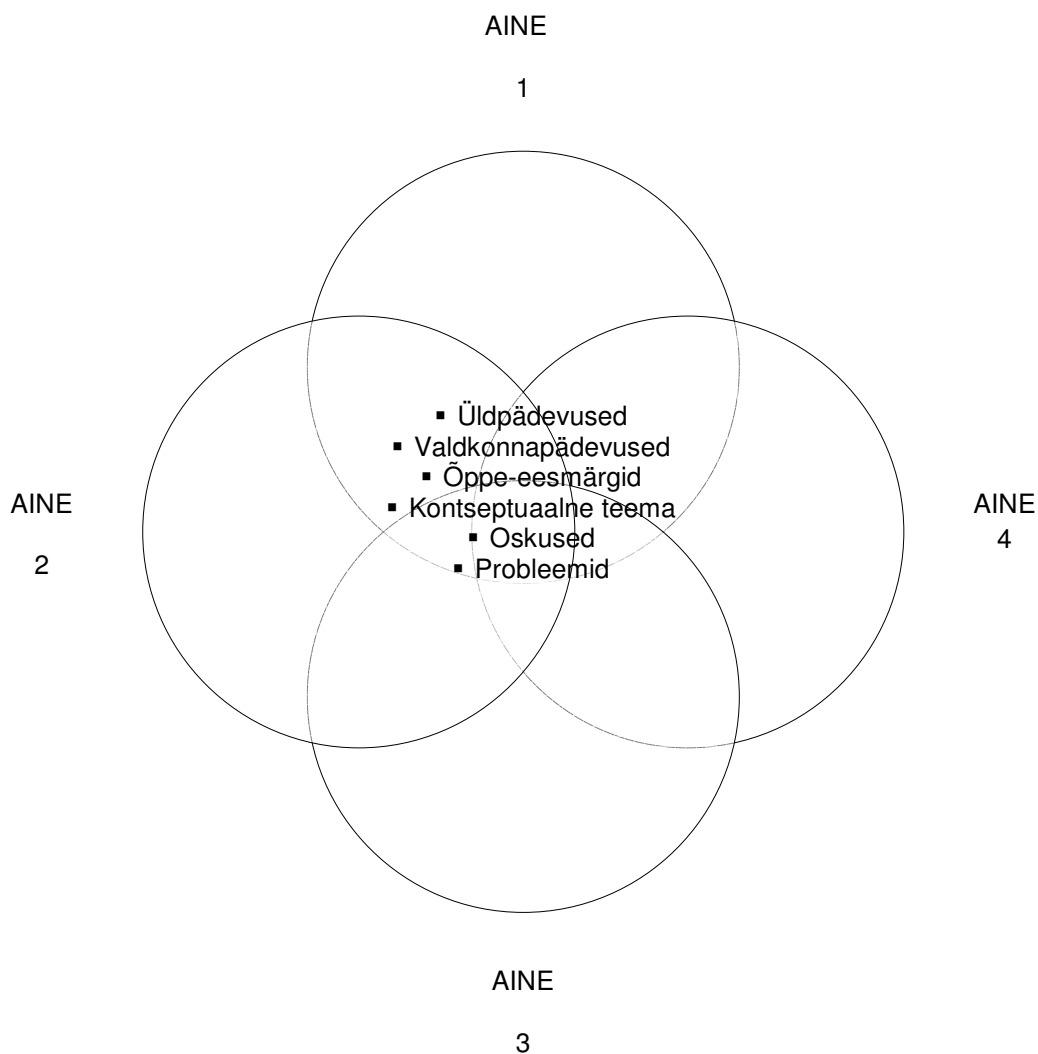 AINE
1
▪ Üldpädevused
▪ Valdkonnapädevused
▪ Õppe-eesmärgid
▪ Kontseptuaalne teema
▪ Oskused
▪ Probleemid
AINE
2
AINE
4
AINE
3